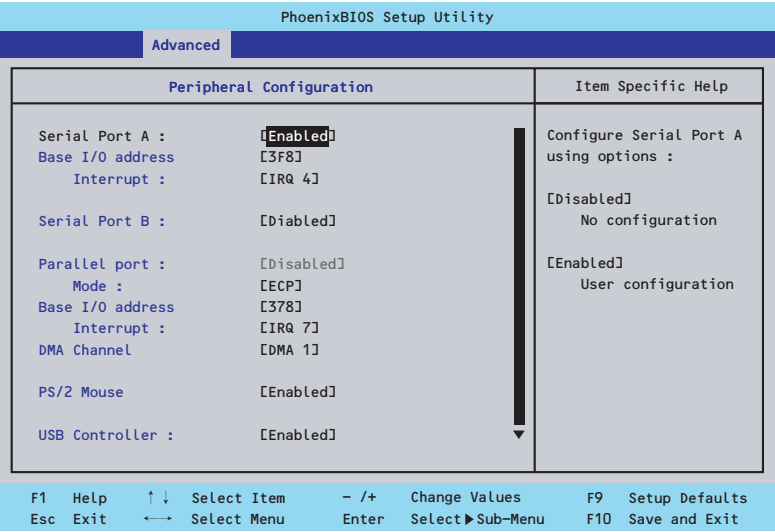 PhoenixBIOS Setup Utility
Advanced
Peripheral Configuration
Serial Port A : [Enabled]
Base I/O address [3F8]
Interrupt : [IRQ 4]
Serial Port B : [Diabled]
Parallel port : [Disabled]
Mode : [ECP]
Base I/O address [378]
Interrupt : [IRQ 7]
DMA Channel [DMA 1]
PS/2 Mouse [Enabled]
USB Controller : [Enabled]
Item Specific Help
Configure Serial Port A
using options :
[Disabled]
No configuration
[Enabled]
User configuration
F1 Help ↑↓ Select Item - /+ Change Values F9 Setup Defaults
Esc Exit ←→ Select Menu Enter Select▶Sub-Menu F10 Save and Exit